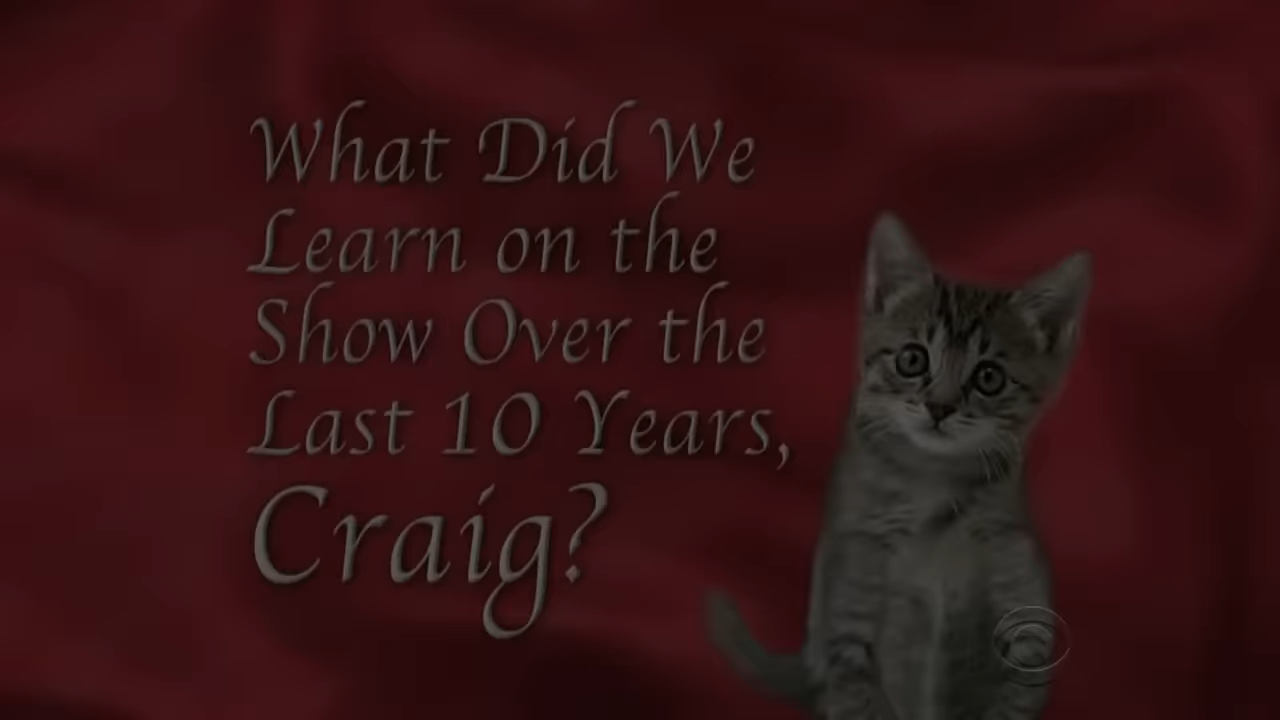 What Did We
Learn on the
Show Over the
Last 10 Years,
Craig?